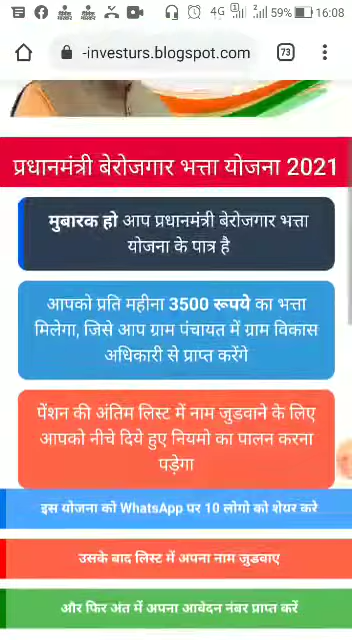 4G 59% 16:08
-investurs.blogspot.com 73
प्रधानमंत्री बेरोजगार भत्ता योजना 2021
मुबारक हो आप प्रधानमंत्री बेरोजगार भत्ता
योजना के पात्र है
आपको प्रति महीना 3500 रूपये का भत्ता
मिलेगा, जिसे आप ग्राम पंचायत में ग्राम विकास
अधिकारी से प्राप्त करेंगे
पेंशन की अंतिम लिस्ट में नाम जुडवाने के लिए
आपको नीचे दिये हुए नियमो का पालन करना
पड़ेगा
इस योजना को WhatsApp पर 10 लोगो को शेयर करे
उसके बाद लिस्ट में अपना नाम जुडवाए
और फिर अंत में अपना आवेदन नंबर प्राप्त करें